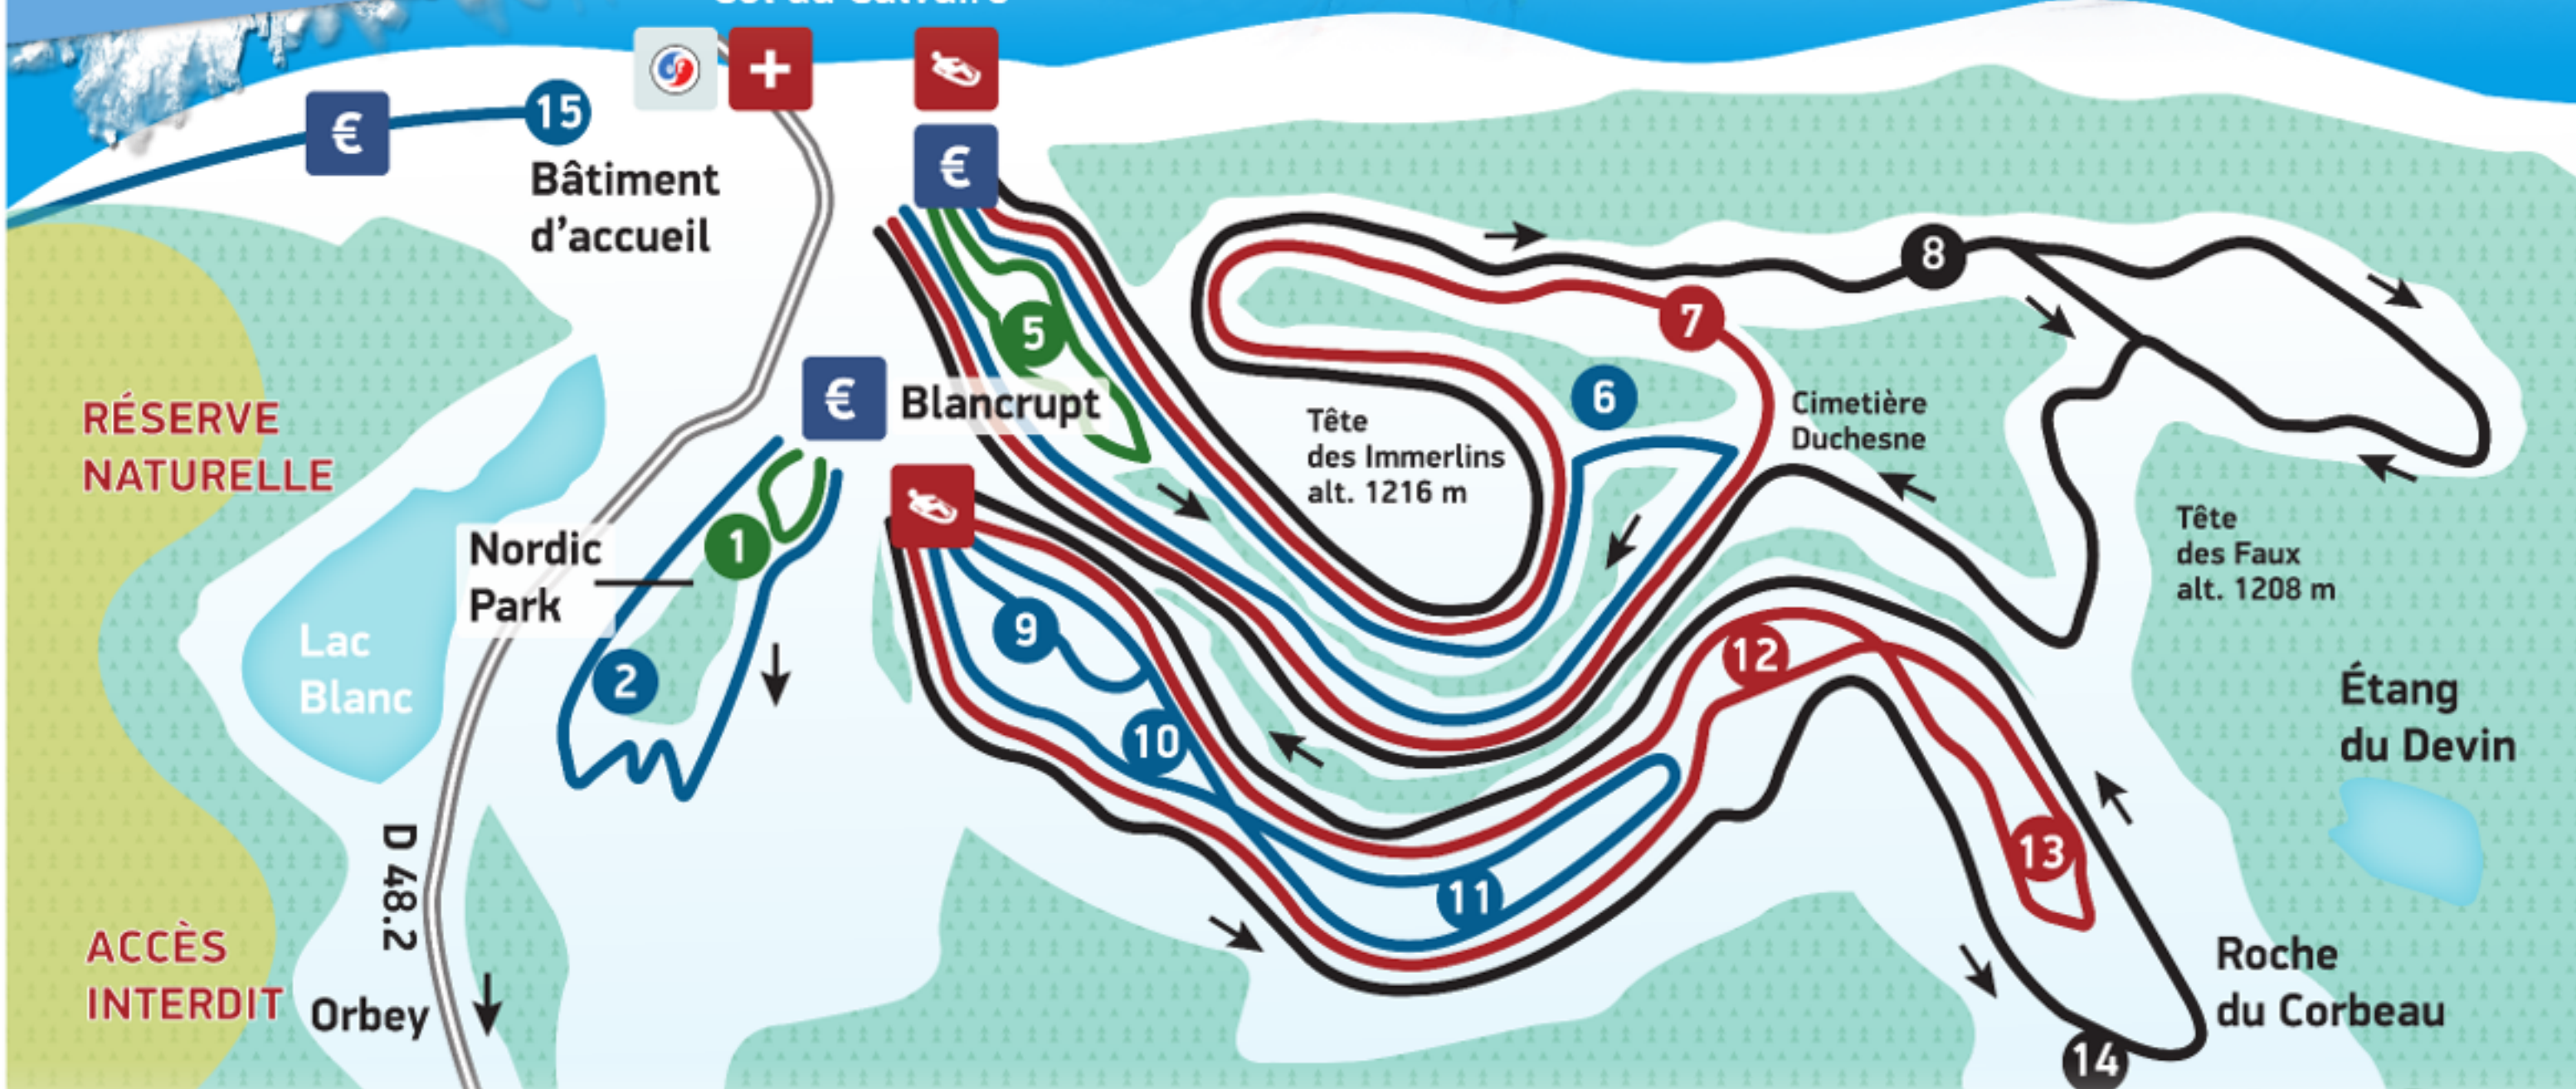 15
Bâtiment
d'accueil
€
+
€
5
8
7
6
€
Blancrupt
Tête
des Immerlins
alt. 1216 m
Cimetière
Duchesne
RÉSERVE
NATURELLE
Nordic
Park
1
2
Tête
des Faux
alt. 1208 m
Lac
Blanc
9
10
11
12
13
Étang
du Devin
D 48.2
ACCÈS
INTERDIT
Orbey
Roche
du Corbeau
14